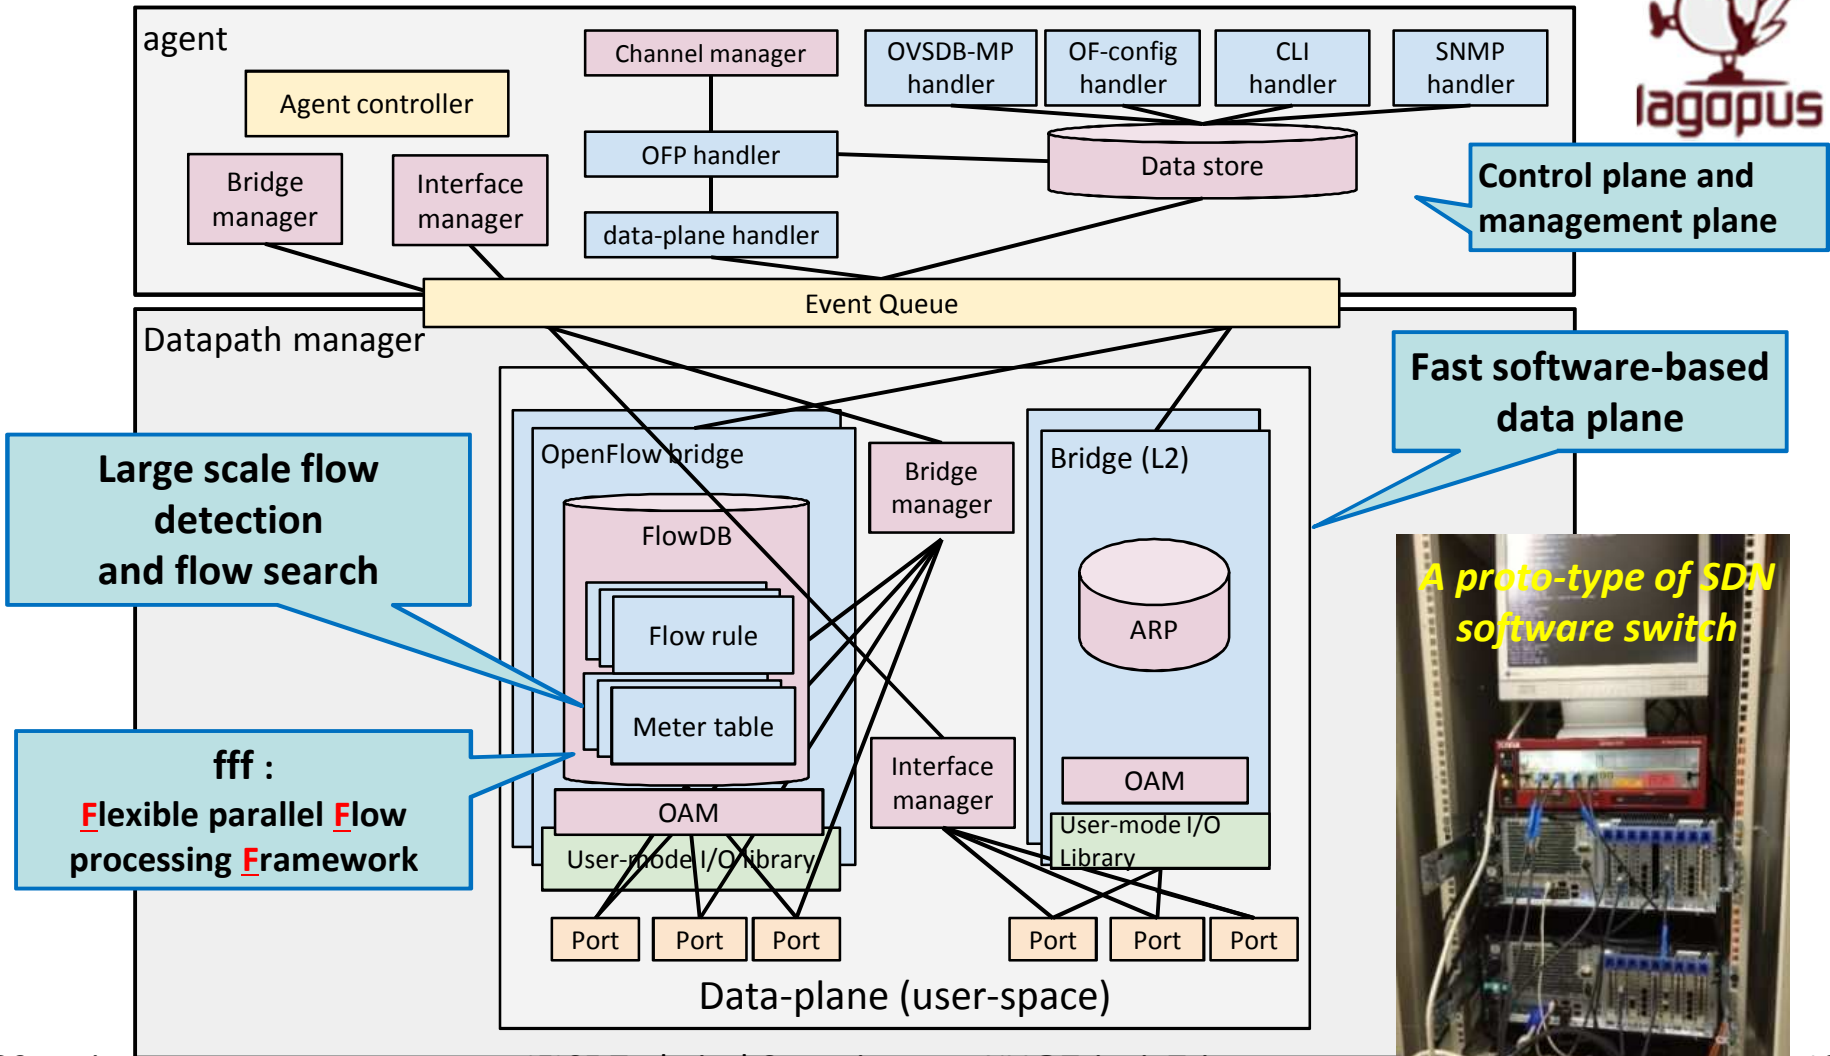 agent
Agent controller
Bridge
manager
Interface
manager
Channel manager
OFP handler
data-plane handler
OVSDB-MP
handler
OF-config
handler
CLI
handler
SNMP
handler
Data store
lagopus
Control plane and
management plane
Event Queue
Datapath manager
Fast software-based
data plane
Large scale flow
detection
and flow search
OpenFlow bridge
FlowDB
Flow rule
Meter table
OAM
User-mode I/O library
Bridge
manager
Interface
manager
Bridge (L2)
ARP
OAM
User-mode I/O
Library
fff :
Flexible parallel Flow
processing Framework
A proto-type of SDN
software switch
Port
Port
Port
Port
Port
Port
Data-plane (user-space)